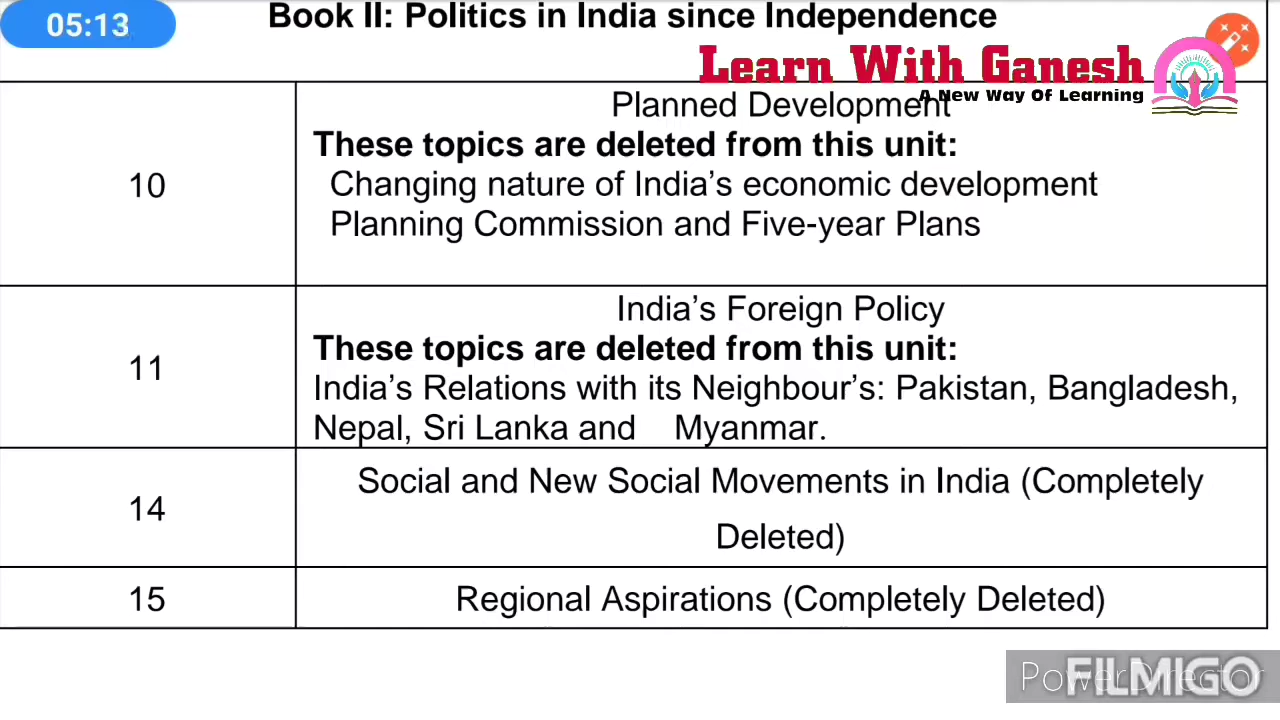 05:13
Book II: Politics in India since Independence
Learn With Ganesh
A New Way Of Learning
10
Planned Development
These topics are deleted from this unit:
Changing nature of India’s economic development
Planning Commission and Five-year Plans
11
India’s Foreign Policy
These topics are deleted from this unit:
India’s Relations with its Neighbour’s: Pakistan, Bangladesh,
Nepal, Sri Lanka and Myanmar.
14
Social and New Social Movements in India (Completely
Deleted)
15
Regional Aspirations (Completely Deleted)
PowerDirector
FILMIGO